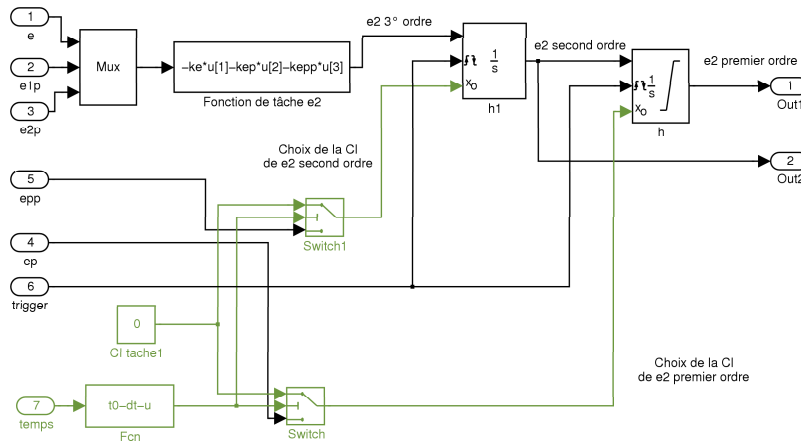 1
e
2
e1p
3
e2p
Mux
−ke*u[1]−kep*u[2]−kepp*u[3]
Fonction de tâche e2
e2 3° ordre
1
s
xo
h1
e2 second ordre
1
s
xo
h
e2 premier ordre
1
Out1
2
Out2
Choix de la CI
de e2 second ordre
5
epp
Switch1
4
cp
6
trigger
0
CI tache1
Choix de la CI
de e2 premier ordre
7
temps
t0−dt−u
Fcn
Switch